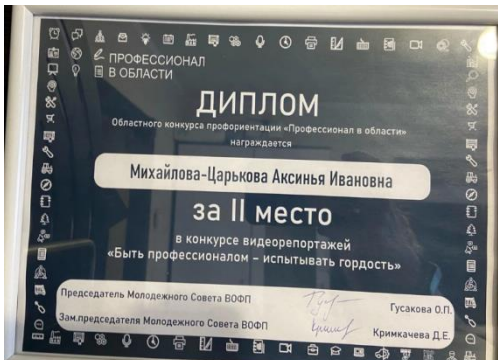 ПРОФЕССИОНАЛ
В ОБЛАСТИ
ДИПЛОМ
Областного конкурса профориентации «Профессионал в области»
награждается
Михайлова-Царькова Аксинья Ивановна
за II место
в конкурсе видеорепортажей
«Быть профессионалом – испытывать гордость»
Председатель Молодежного Совета ВОФП
Гусакова О.П.
Зам.председателя Молодежного Совета ВОФП
Кримкачева Д.Е.